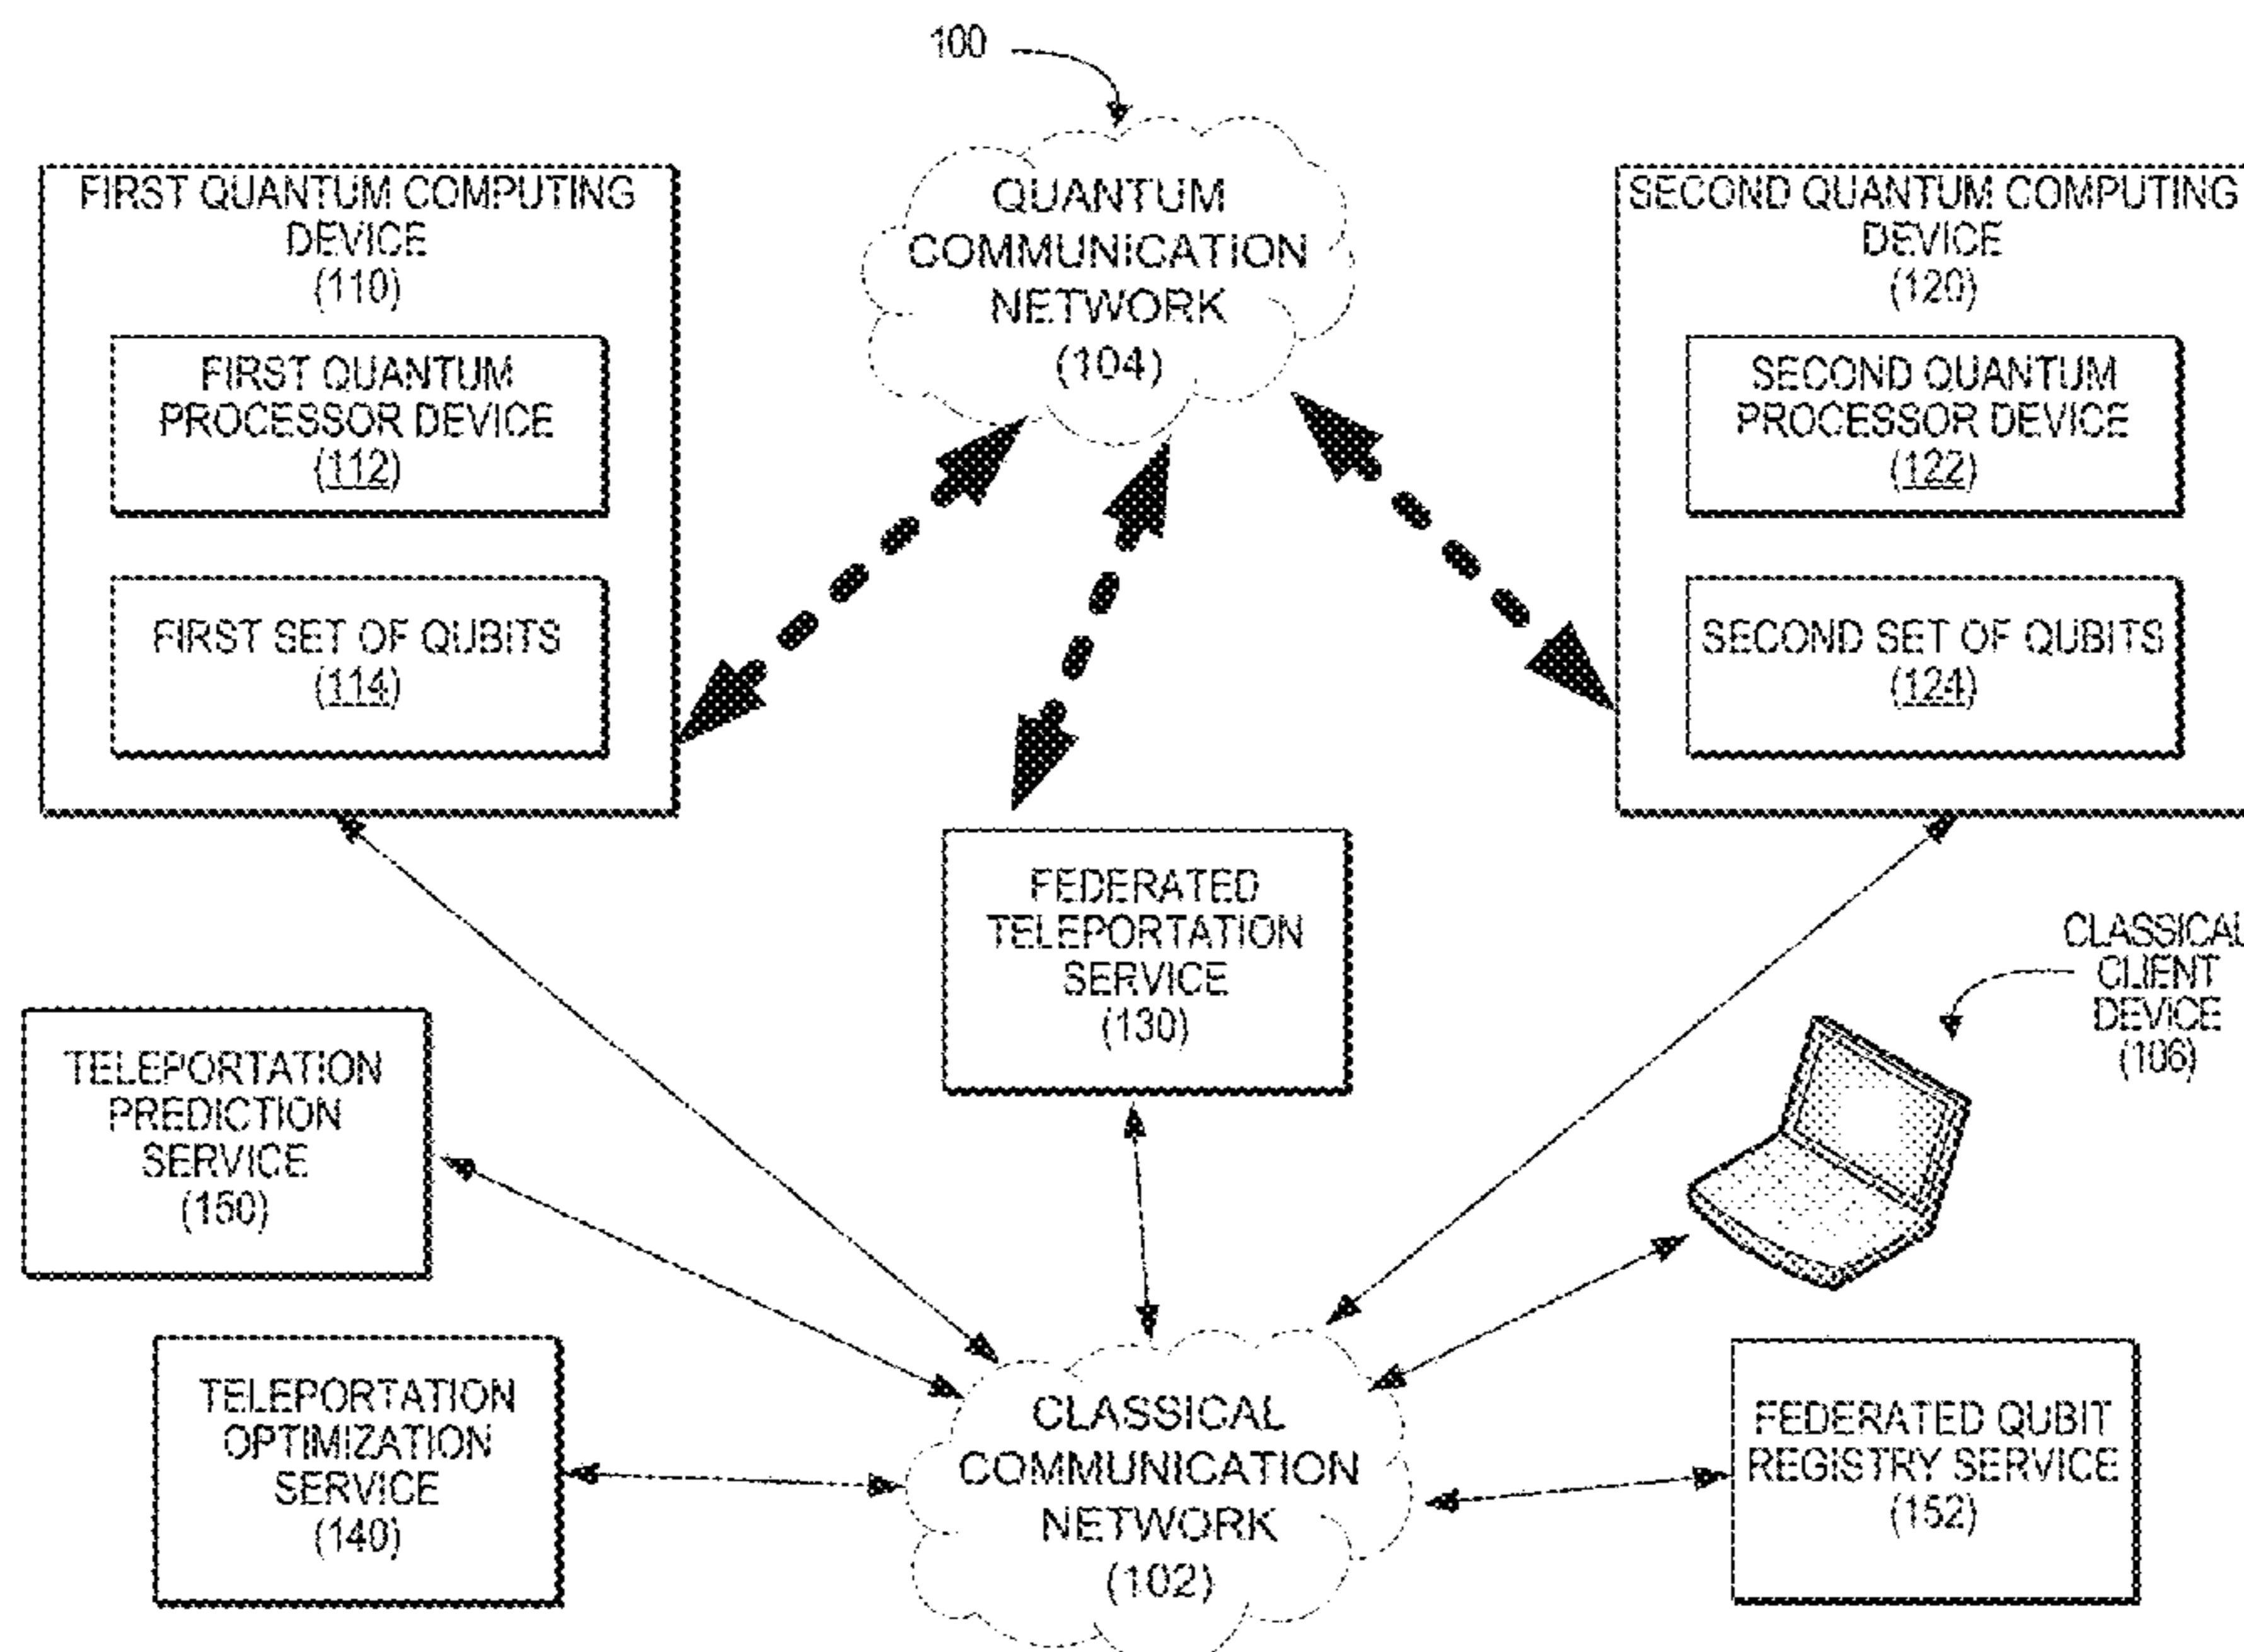 100
QUANTUM
COMMUNICATION
NETWORK
(104)
FIRST QUANTUM COMPUTING
DEVICE
(110)
FIRST QUANTUM
PROCESSOR DEVICE
(112)
FIRST SET OF QUBITS
(114)
SECOND QUANTUM COMPUTING
DEVICE
(120)
SECOND QUANTUM
PROCESSOR DEVICE
(122)
SECOND SET OF QUBITS
(124)
FEDERATED
TELEPORTATION
SERVICE
(130)
CLASSICAL
CLIENT
DEVICE
(106)
TELEPORTATION
PREDICTION
SERVICE
(150)
TELEPORTATION
OPTIMIZATION
SERVICE
(140)
CLASSICAL
COMMUNICATION
NETWORK
(102)
FEDERATED QUBIT
REGISTRY SERVICE
(152)